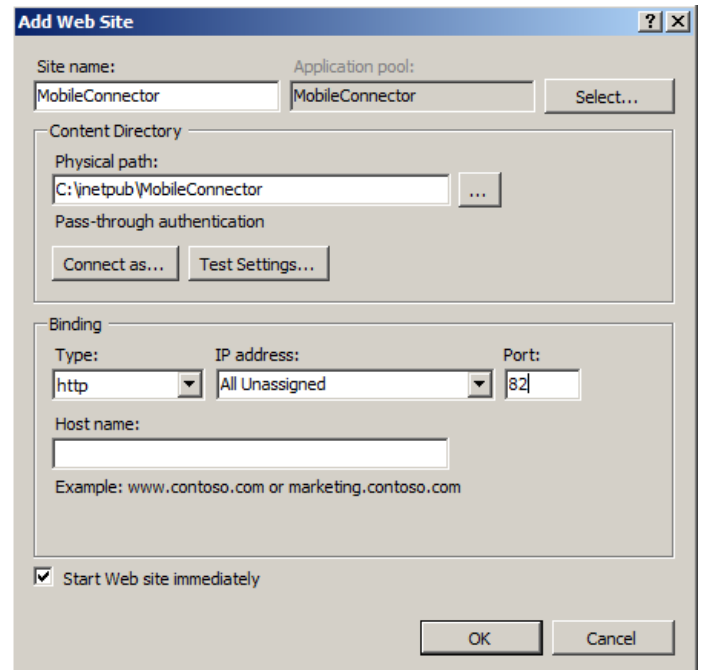 Add Web Site
Site name: Application pool:
MobileConnector MobileConnector Select...
Content Directory
Physical path:
C:\inetpub\MobileConnector ...
Pass-through authentication
Connect as... Test Settings...
Binding
Type: IP address: Port:
http All Unassigned 82
Host name:
Example: www.contoso.com or marketing.contoso.com
Start Web site immediately
OK Cancel